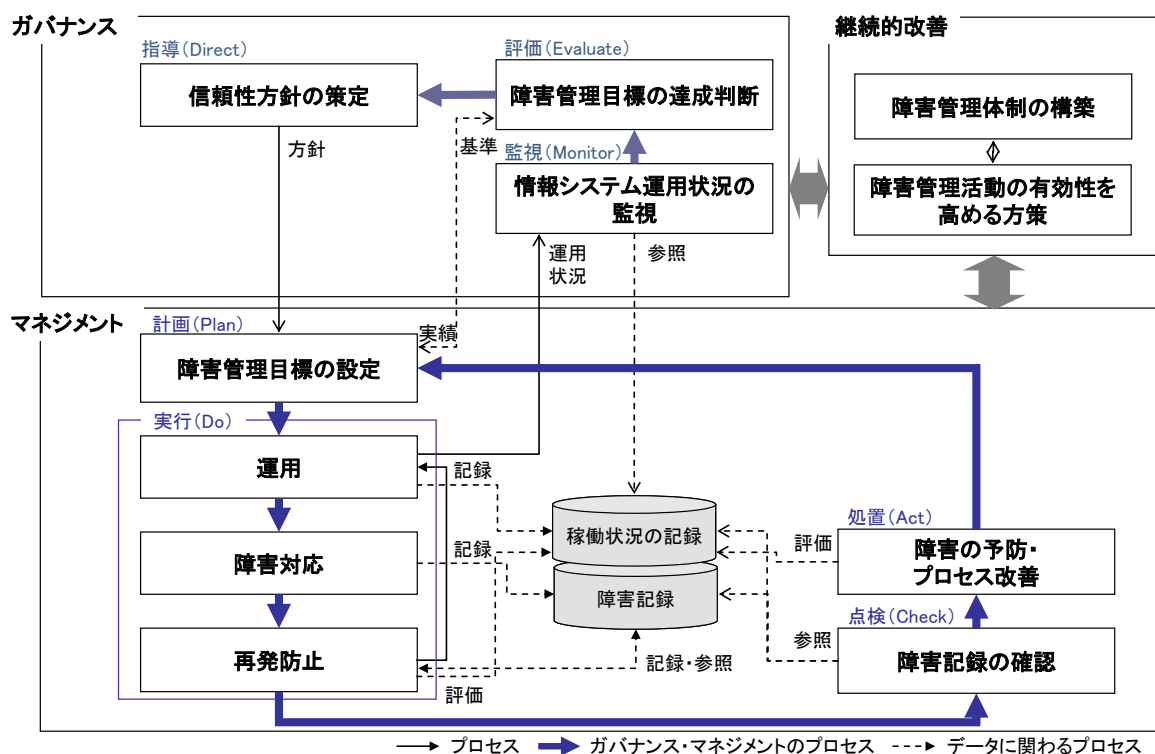 ガバナンス
指導(Direct)
信頼性方針の策定
評価(Evaluate)
障害管理目標の達成判断
方針
基準
監視(Monitor)
情報システム運用状況の
監視
運用
状況
参照
継続的改善
障害管理体制の構築
障害管理活動の有効性を
高める方策
マネジメント
計画(Plan)
実績
障害管理目標の設定
実行(Do)
運用
記録
障害対応
記録
再発防止
評価
稼働状況の記録
障害記録
記録・参照
処置(Act)
評価
障害の予防・
プロセス改善
点検(Check)
参照
障害記録の確認
プロセス
ガバナンス・マネジメントのプロセス
データに関わるプロセス